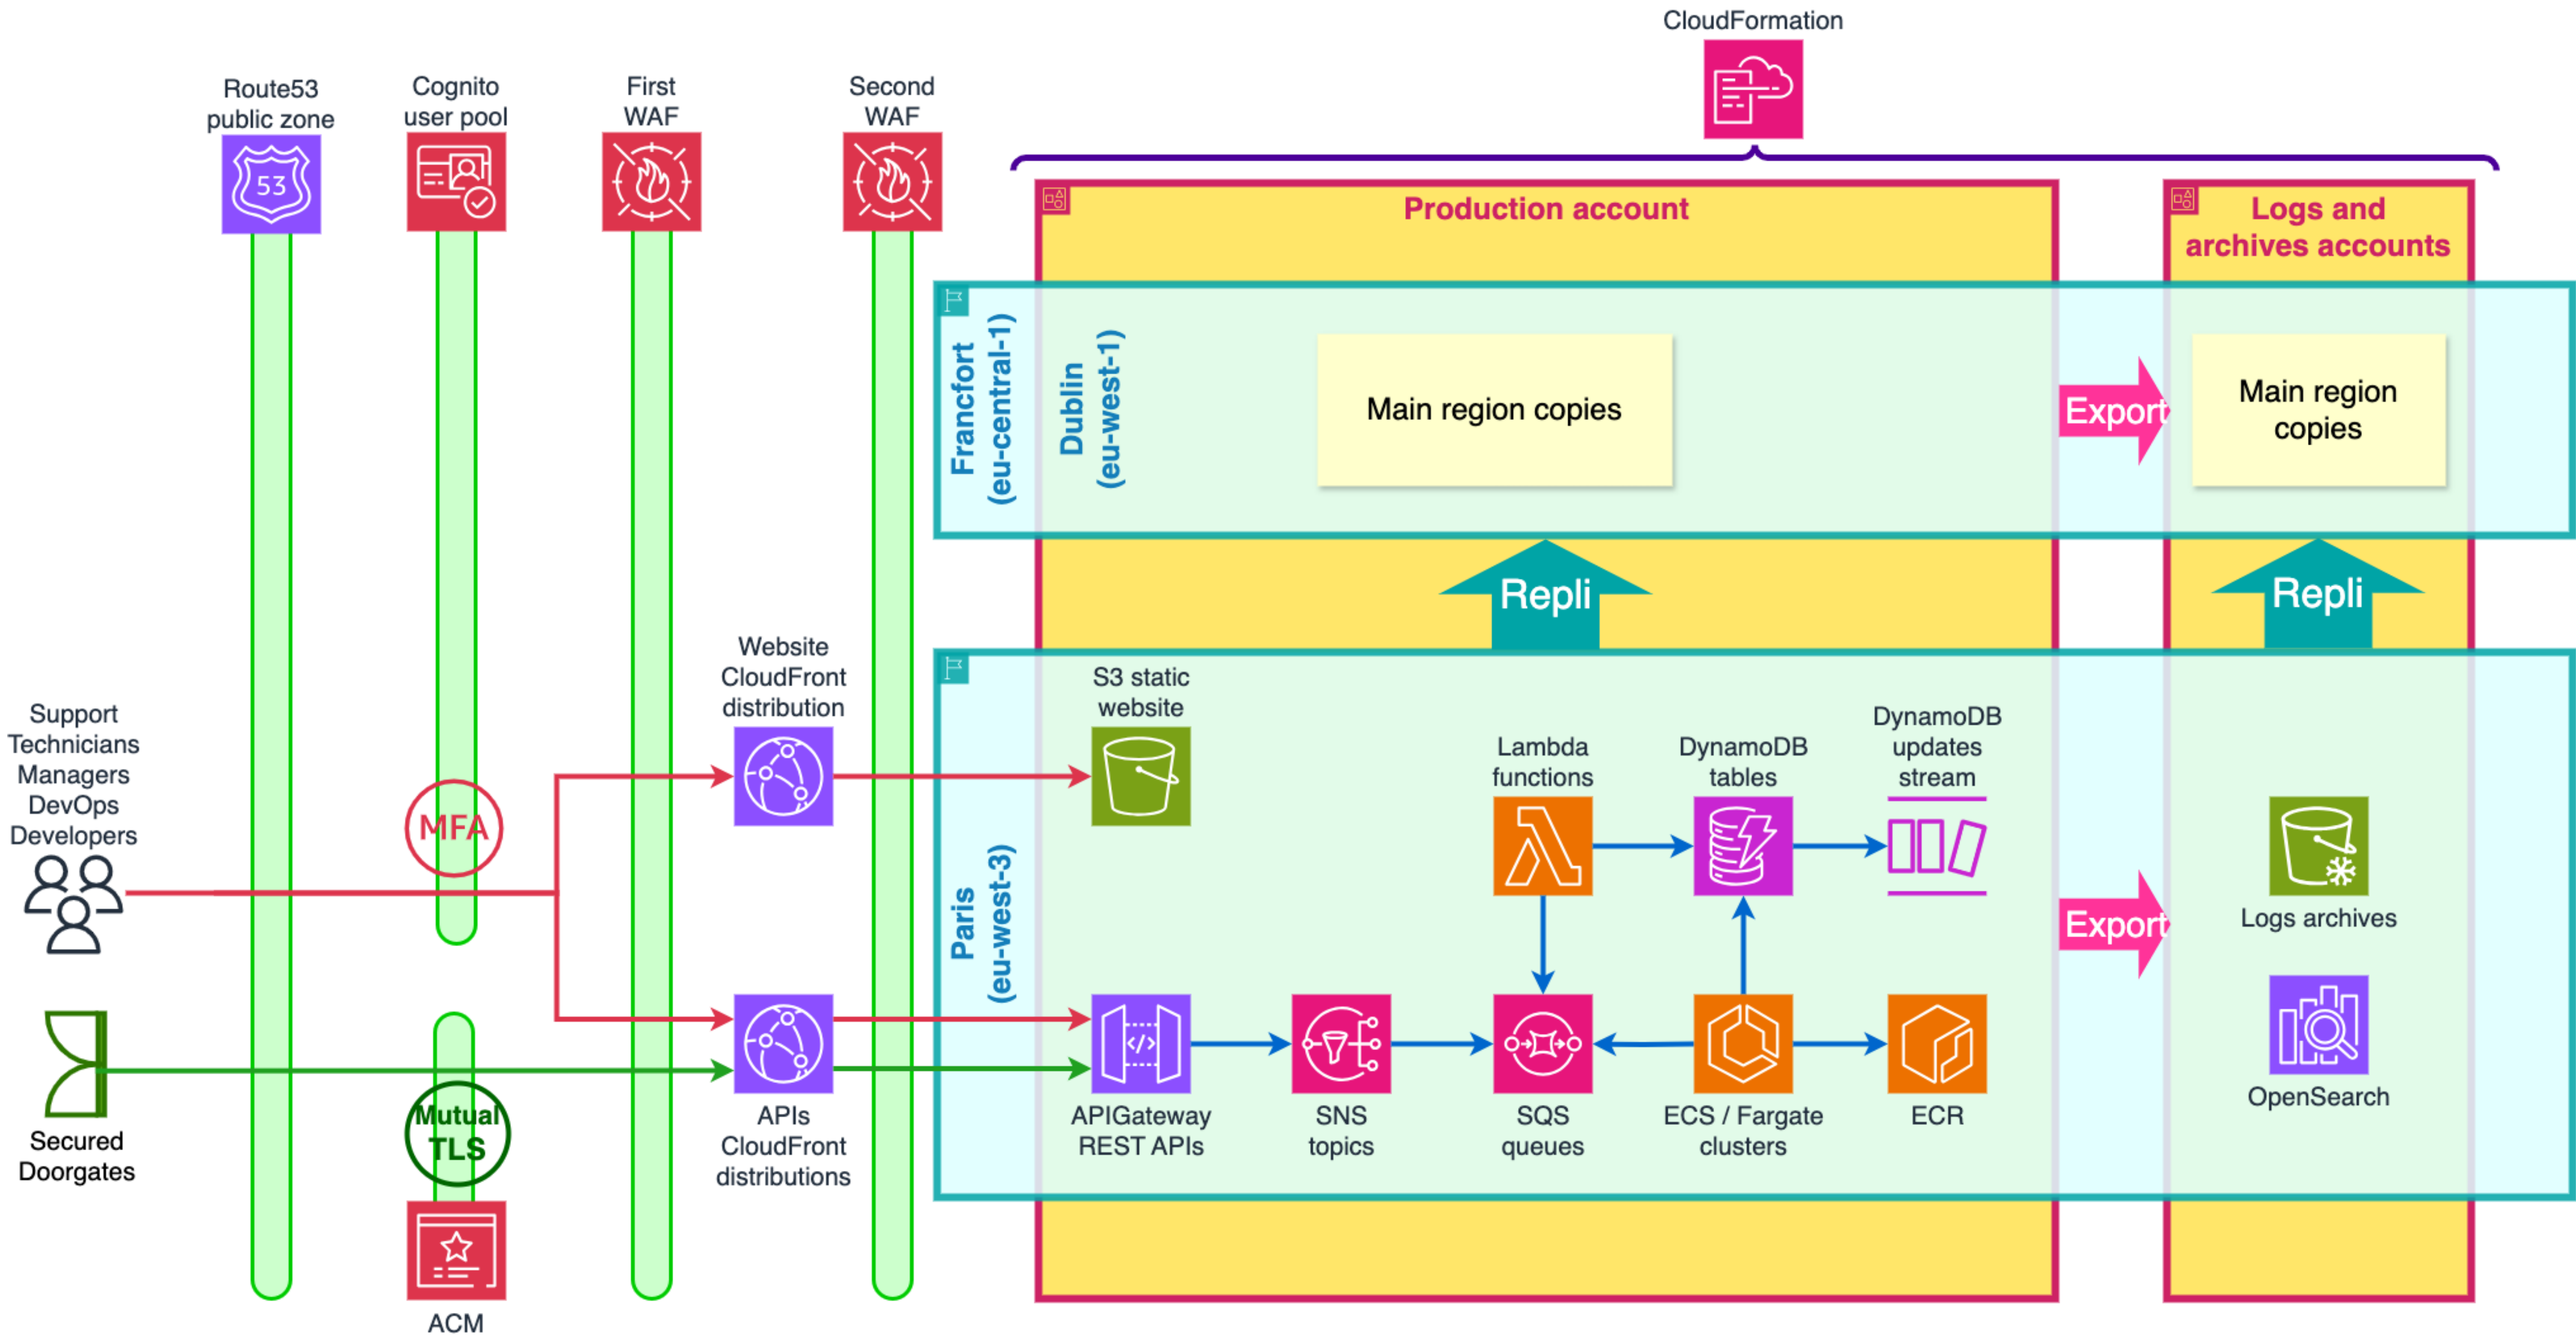 CloudFormation
Route53
public zone
53
Cognito
user pool
First
WAF
Second
WAF
Production account
Logs and
archives accounts
Francfort
(eu-central-1)
Dublin
(eu-west-1)
Main region copies
Export
Main region
copies
Repli
Repli
Support
Technicians
Managers
DevOps
Developers
MFA
Website
CloudFront
distribution
S3 static
website
Paris
(eu-west-3)
Lambda
functions
DynamoDB
tables
DynamoDB
updates
stream
Export
Logs archives
OpenSearch
Secured
Doorgates
Mutual
TLS
ACM
APIs
CloudFront
distributions
</>
APIGateway
REST APIs
SNS
topics
SQS
queues
ECS / Fargate
clusters
ECR